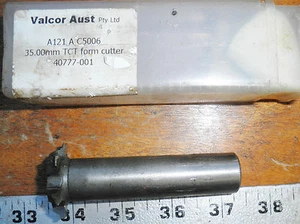 Valcor Aust Pty Ltd
A121 A C5006
35.00mm TCT form cutter
40777-001
32 33 34 35 36 37 38